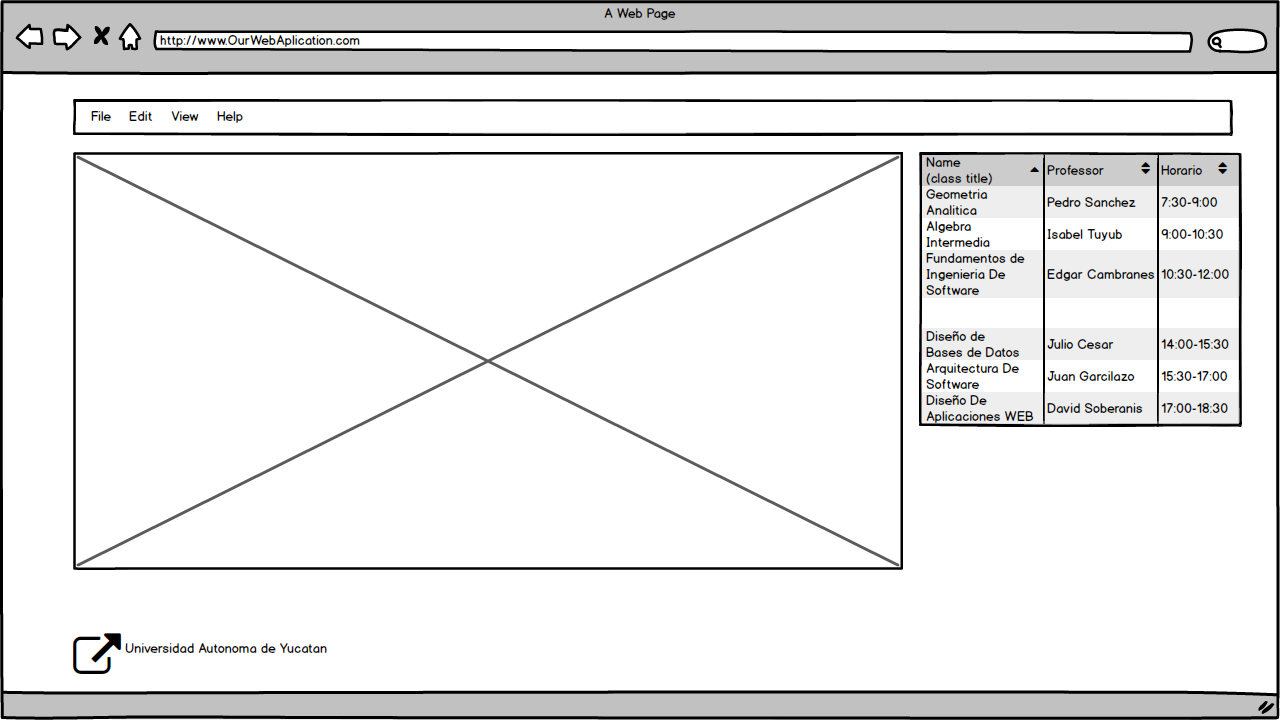 A Web Page
http://www.OurWebAplication.com
File Edit View Help
Name
(class title)
Professor
Horario
Geometria
Analitica
Pedro Sanchez
7:30-9:00
Algebra
Intermedia
Isabel Tuyub
9:00-10:30
Fundamentos de
Ingenieria De
Software
Edgar Cambranes
10:30-12:00
Diseño de
Bases de Datos
Julio Cesar
14:00-15:30
Arquitectura De
Software
Juan Garcilazo
15:30-17:00
Diseño De
Aplicaciones WEB
David Soberanis
17:00-18:30
Universidad Autonoma de Yucatan